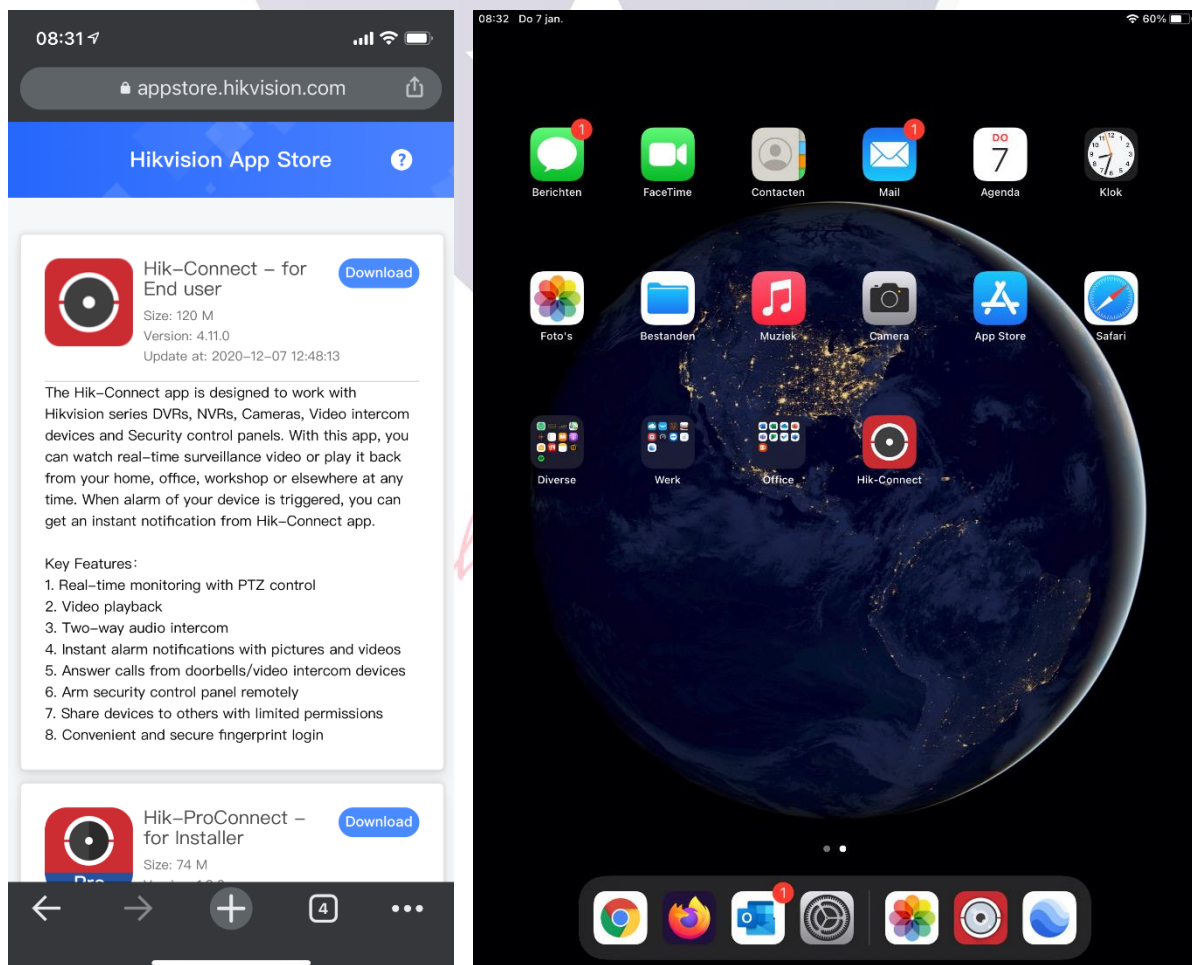 08:31
appstore.hikvision.com
Hikvision App Store
?
Hik-Connect - for
End user
Download
Size: 120 M
Version: 4.11.0
Update at: 2020-12-07 12:48:13
The Hik-Connect app is designed to work with
Hikvision series DVRs, NVRs, Cameras, Video intercom
devices and Security control panels. With this app, you
can watch real-time surveillance video or play it back
from your home, office, workshop or elsewhere at any
time. When alarm of your device is triggered, you can
get an instant notification from Hik-Connect app.
Key Features:
1. Real-time monitoring with PTZ control
2. Video playback
3. Two-way audio intercom
4. Instant alarm notifications with pictures and videos
5. Answer calls from doorbells/video intercom devices
6. Arm security control panel remotely
7. Share devices to others with limited permissions
8. Convenient and secure fingerprint login
Hik-ProConnect -
for Installer
Download
Size: 74 M
Pro
4
08:32 Do 7 jan.
60%
1
1
DO
7
Berichten FaceTime Contacten Mail Agenda Klok
Foto's Bestanden Muziek Camera App Store Safari
Diverse Werk Office Hik-Connect
1